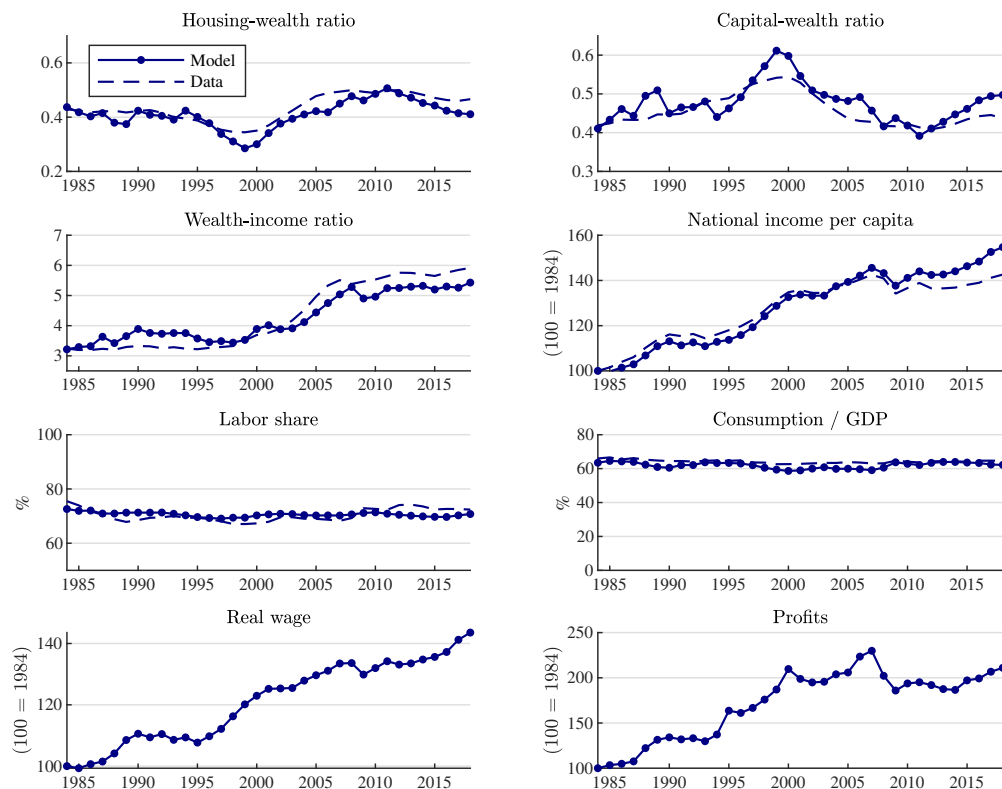 Housing-wealth ratio
0.6
0.4
0.2
1985 1990 1995 2000 2005 2010 2015
Model
Data
Capital-wealth ratio
0.6
0.5
0.4
0.3
1985 1990 1995 2000 2005 2010 2015
Wealth-income ratio
7
6
5
4
3
1985 1990 1995 2000 2005 2010 2015
National income per capita
(100 = 1984)
160
140
120
100
1985 1990 1995 2000 2005 2010 2015
Labor share
%
100
80
60
1985 1990 1995 2000 2005 2010 2015
Consumption / GDP
%
80
60
40
20
0
1985 1990 1995 2000 2005 2010 2015
Real wage
(100 = 1984)
140
120
100
1985 1990 1995 2000 2005 2010 2015
Profits
(100 = 1984)
250
200
150
100
1985 1990 1995 2000 2005 2010 2015